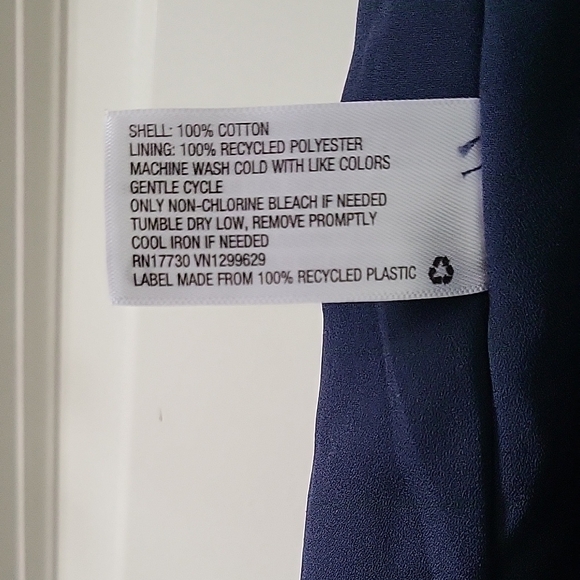 SHELL: 100% COTTON
LINING: 100% RECYCLED POLYESTER
MACHINE WASH COLD WITH LIKE COLORS
GENTLE CYCLE
ONLY NON-CHLORINE BLEACH IF NEEDED
TUMBLE DRY LOW, REMOVE PROMPTLY
COOL IRON IF NEEDED
RN17730 VN1299629
LABEL MADE FROM 100% RECYCLED PLASTIC